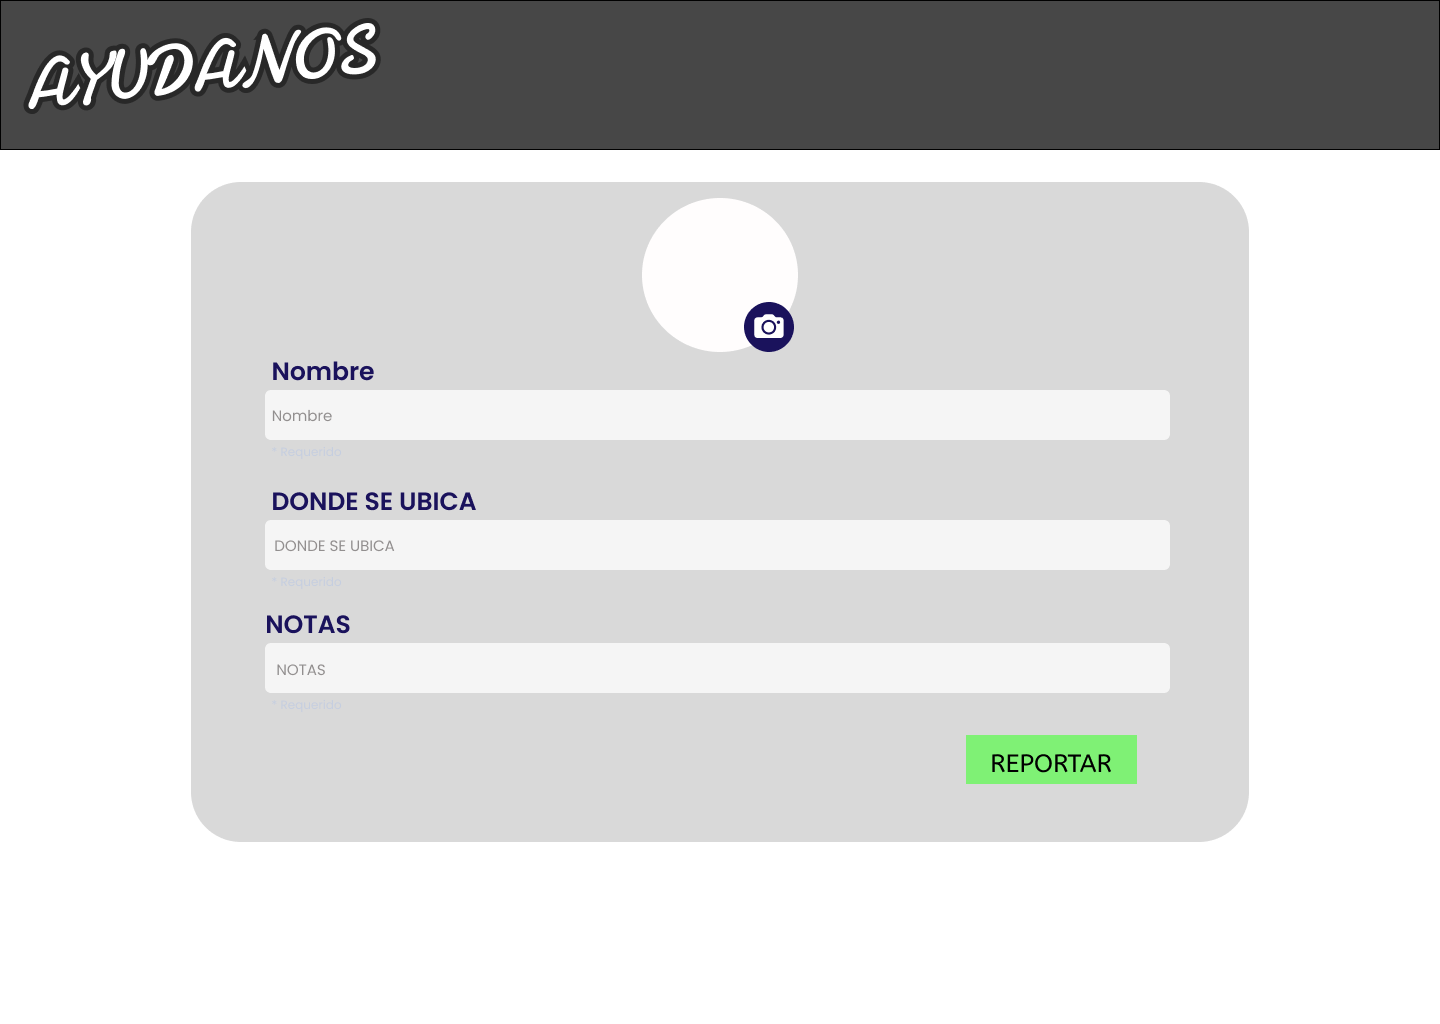 AYUDANOS
Nombre
Nombre
* Requerido
DONDE SE UBICA
DONDE SE UBICA
* Requerido
NOTAS
NOTAS
* Requerido
REPORTAR